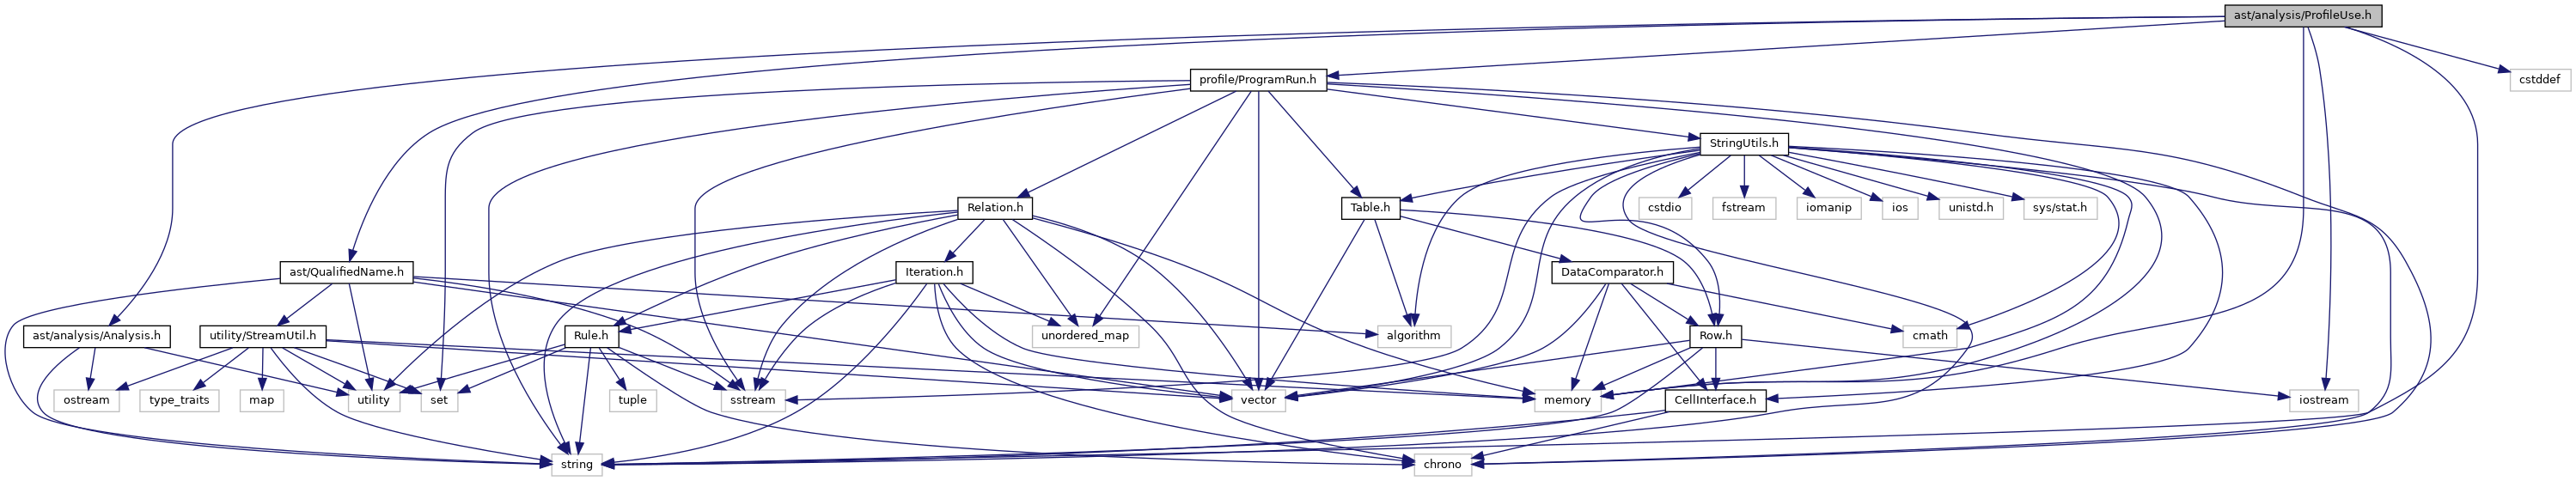 ast/analysis/ProfileUse.h
profile/ProgramRun.h
cstddef
StringUtils.h
Relation.h
Table.h
cstdio
fstream
iomanip
ios
unistd.h
sys/stat.h
ast/QualifiedName.h
Iteration.h
DataComparator.h
ast/analysis/Analysis.h
utility/StreamUtil.h
Rule.h
unordered_map
algorithm
Row.h
cmath
ostream
type_traits
map
utility
set
tuple
sstream
vector
memory
CellInterface.h
iostream
string
chrono